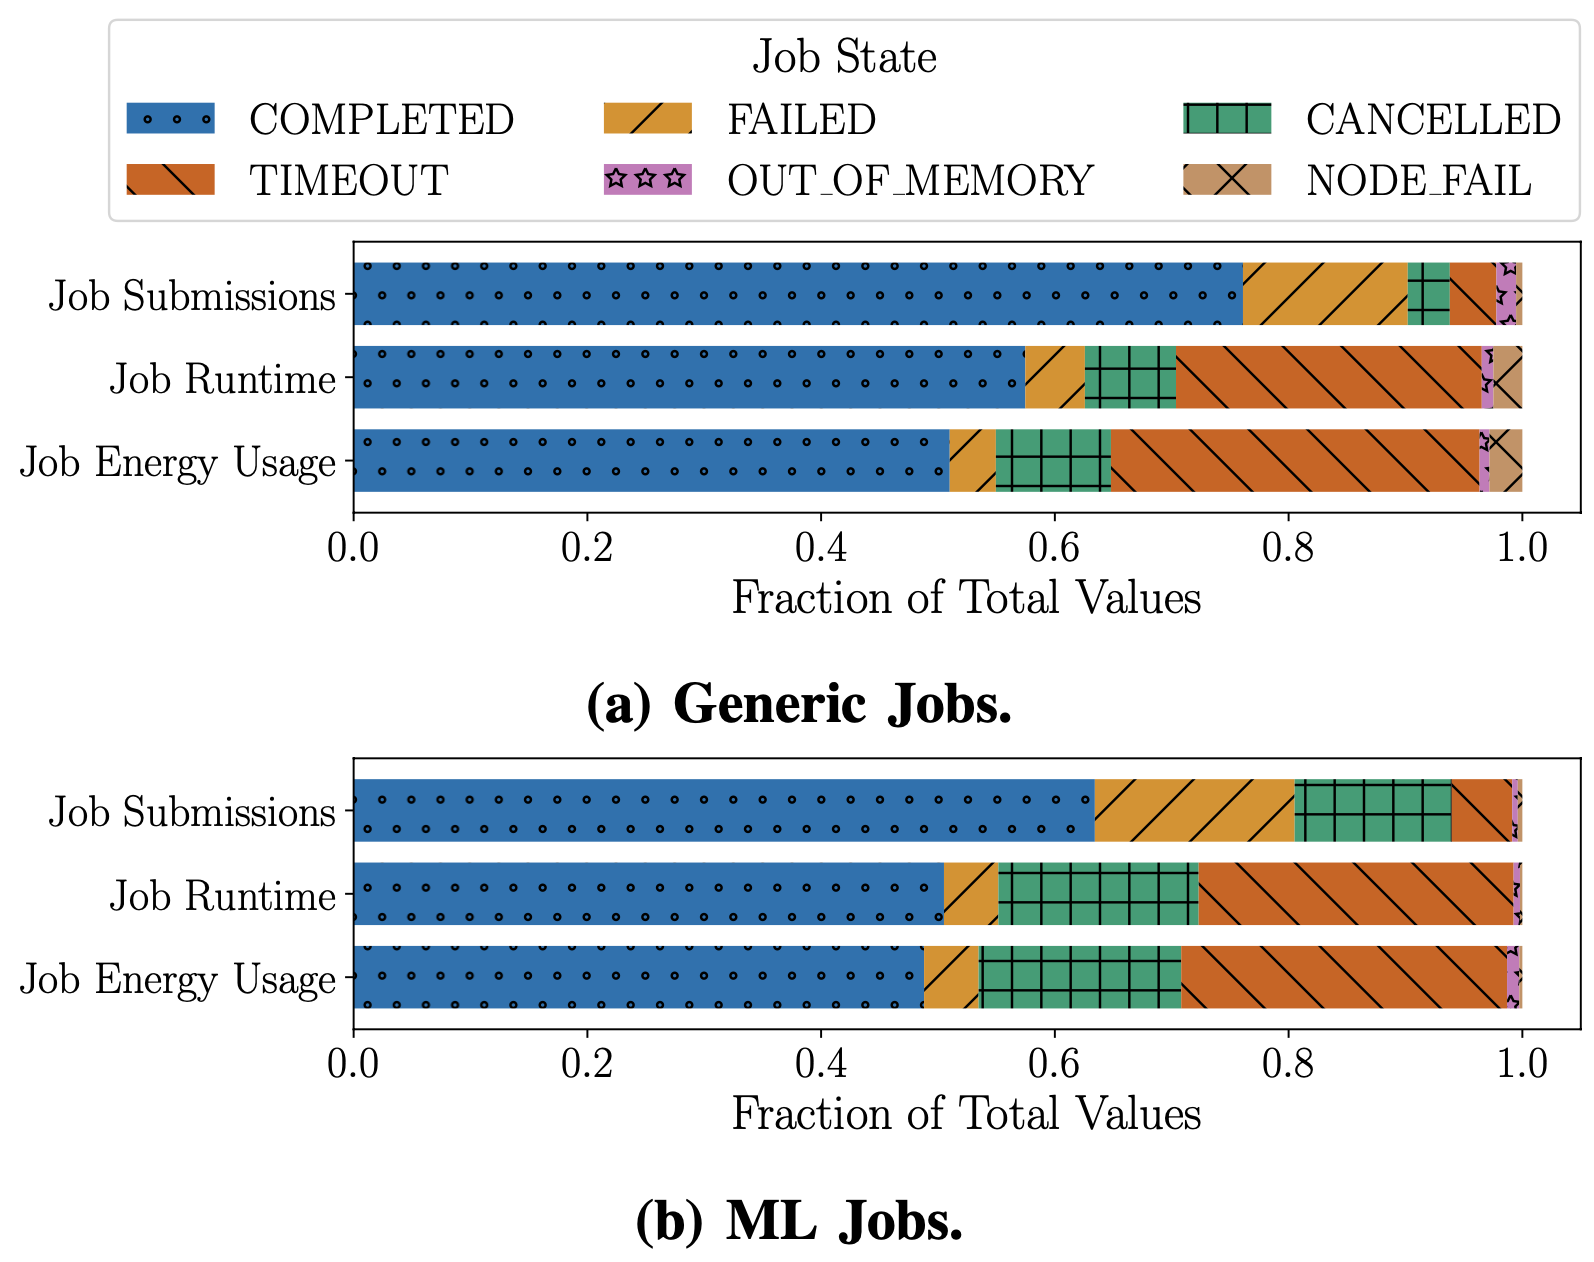 Job State
COMPLETED FAILED CANCELLED
TIMEOUT OUT_OF_MEMORY NODE_FAIL
Job Submissions
Job Runtime
Job Energy Usage
0.0 0.2 0.4 0.6 0.8 1.0
Fraction of Total Values
(a) Generic Jobs.
Job Submissions
Job Runtime
Job Energy Usage
0.0 0.2 0.4 0.6 0.8 1.0
Fraction of Total Values
(b) ML Jobs.